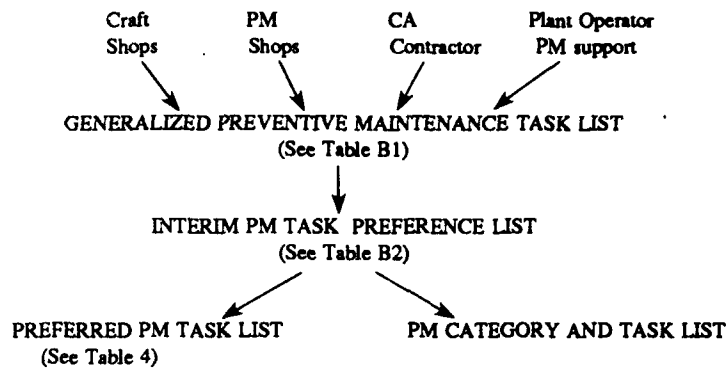 Craft PM CA Plant Operator
Shops Shops Contractor PM support
GENERALIZED PREVENTIVE MAINTENANCE TASK LIST
(See Table B1)
INTERIM PM TASK PREFERENCE LIST
(See Table B2)
PREFERRED PM TASK LIST PM CATEGORY AND TASK LIST
(See Table 4)